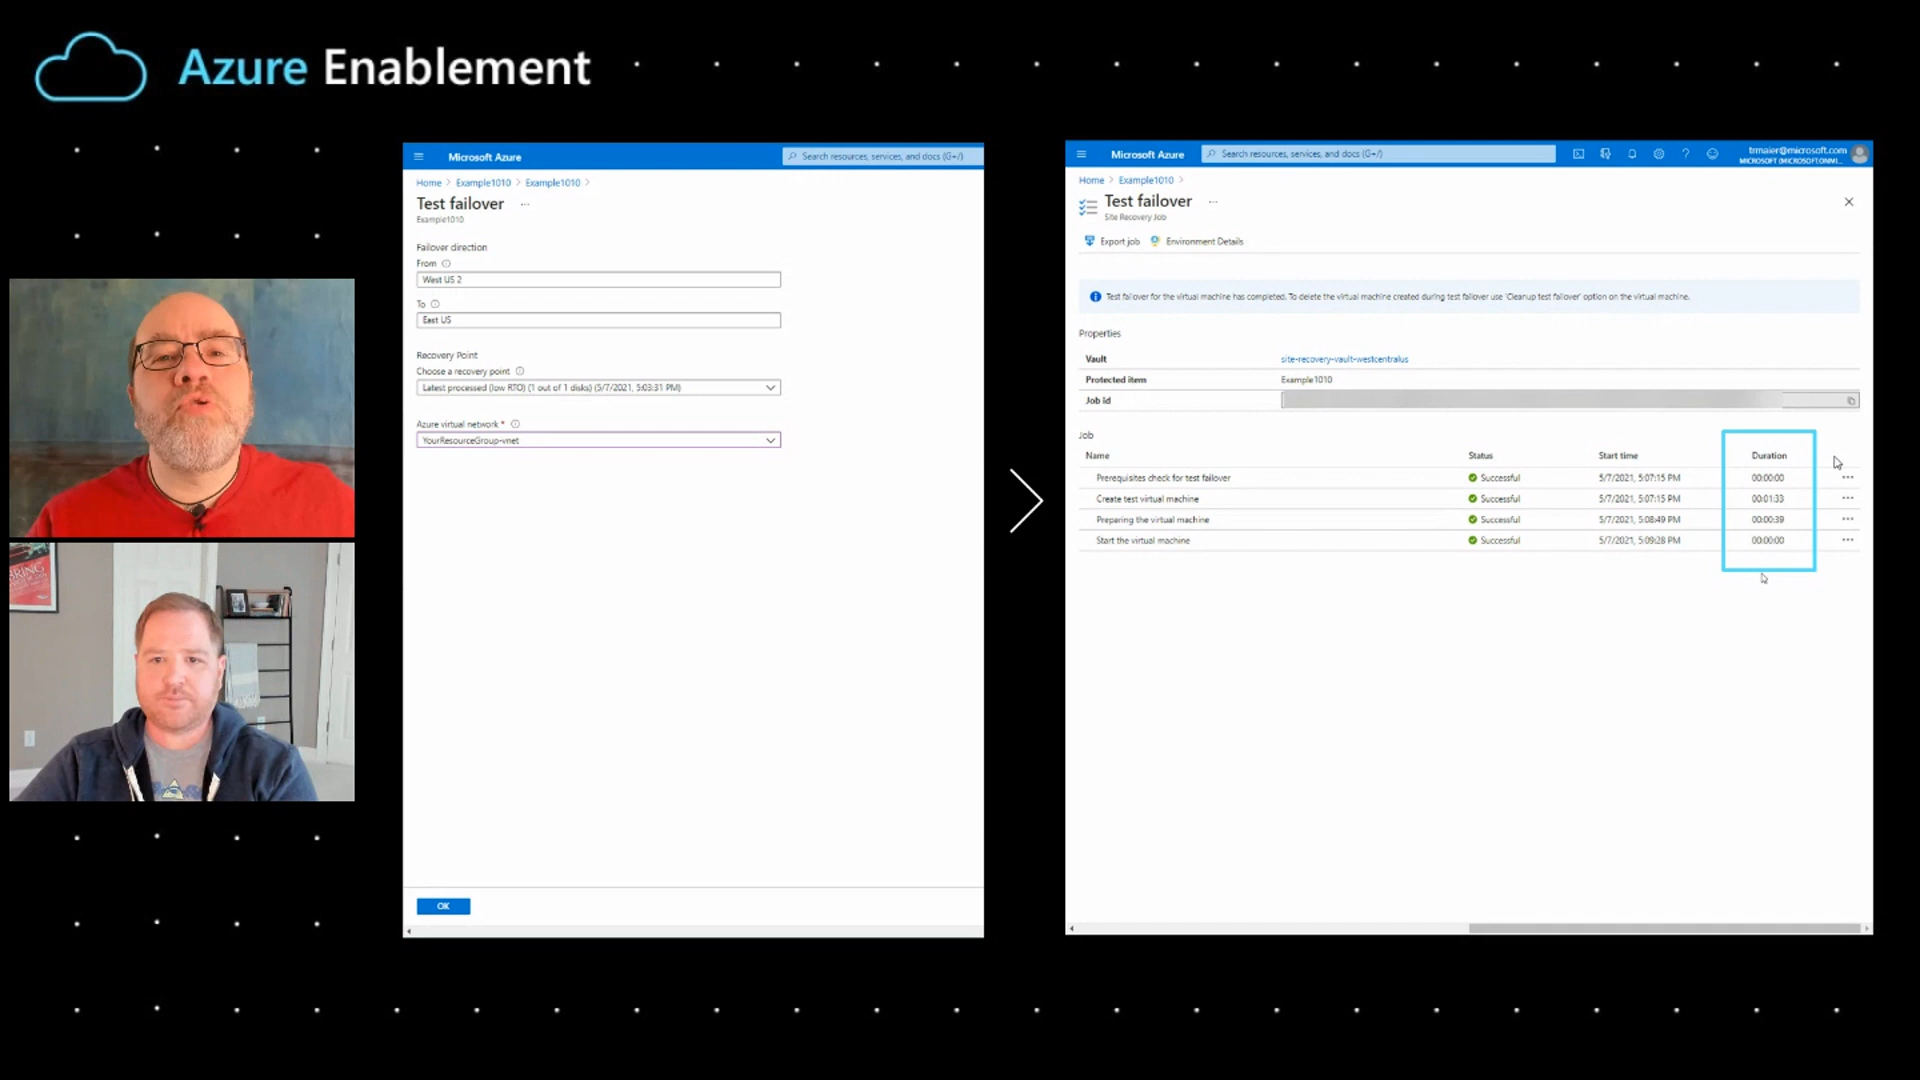 Azure Enablement
Microsoft Azure
Search resources, services, and docs (G+/)
Home > Example1010 > Example1010 >
Test failover ...
Example1010
Failover direction
From
West US 2
To
East US
Recovery Point
Choose a recovery point
Latest processed (low RTO) (1 out of 1 disks) (5/7/2021, 5:03:31 PM)
Azure virtual network *
YourResourceGroup-vnet
OK
Microsoft Azure
Search resources, services, and docs (G+/)
trmaier@microsoft.com
MICROSOFT (MICROSOFT.ONMI...
Home > Example1010 >
Test failover ...
Site Recovery Job
Export job Environment Details
Test failover for the virtual machine has completed. To delete the virtual machine created during test failover use 'Cleanup test failover' option on the virtual machine.
Properties
Vault site-recovery-vault-westcentralus
Protected item Example1010
Job id
Job
Name Status Start time Duration
Prerequisites check for test failover Successful 5/7/2021, 5:07:15 PM 00:00:00 ...
Create test virtual machine Successful 5/7/2021, 5:07:15 PM 00:01:33 ...
Preparing the virtual machine Successful 5/7/2021, 5:08:49 PM 00:00:39 ...
Start the virtual machine Successful 5/7/2021, 5:09:28 PM 00:00:00 ...
BRING